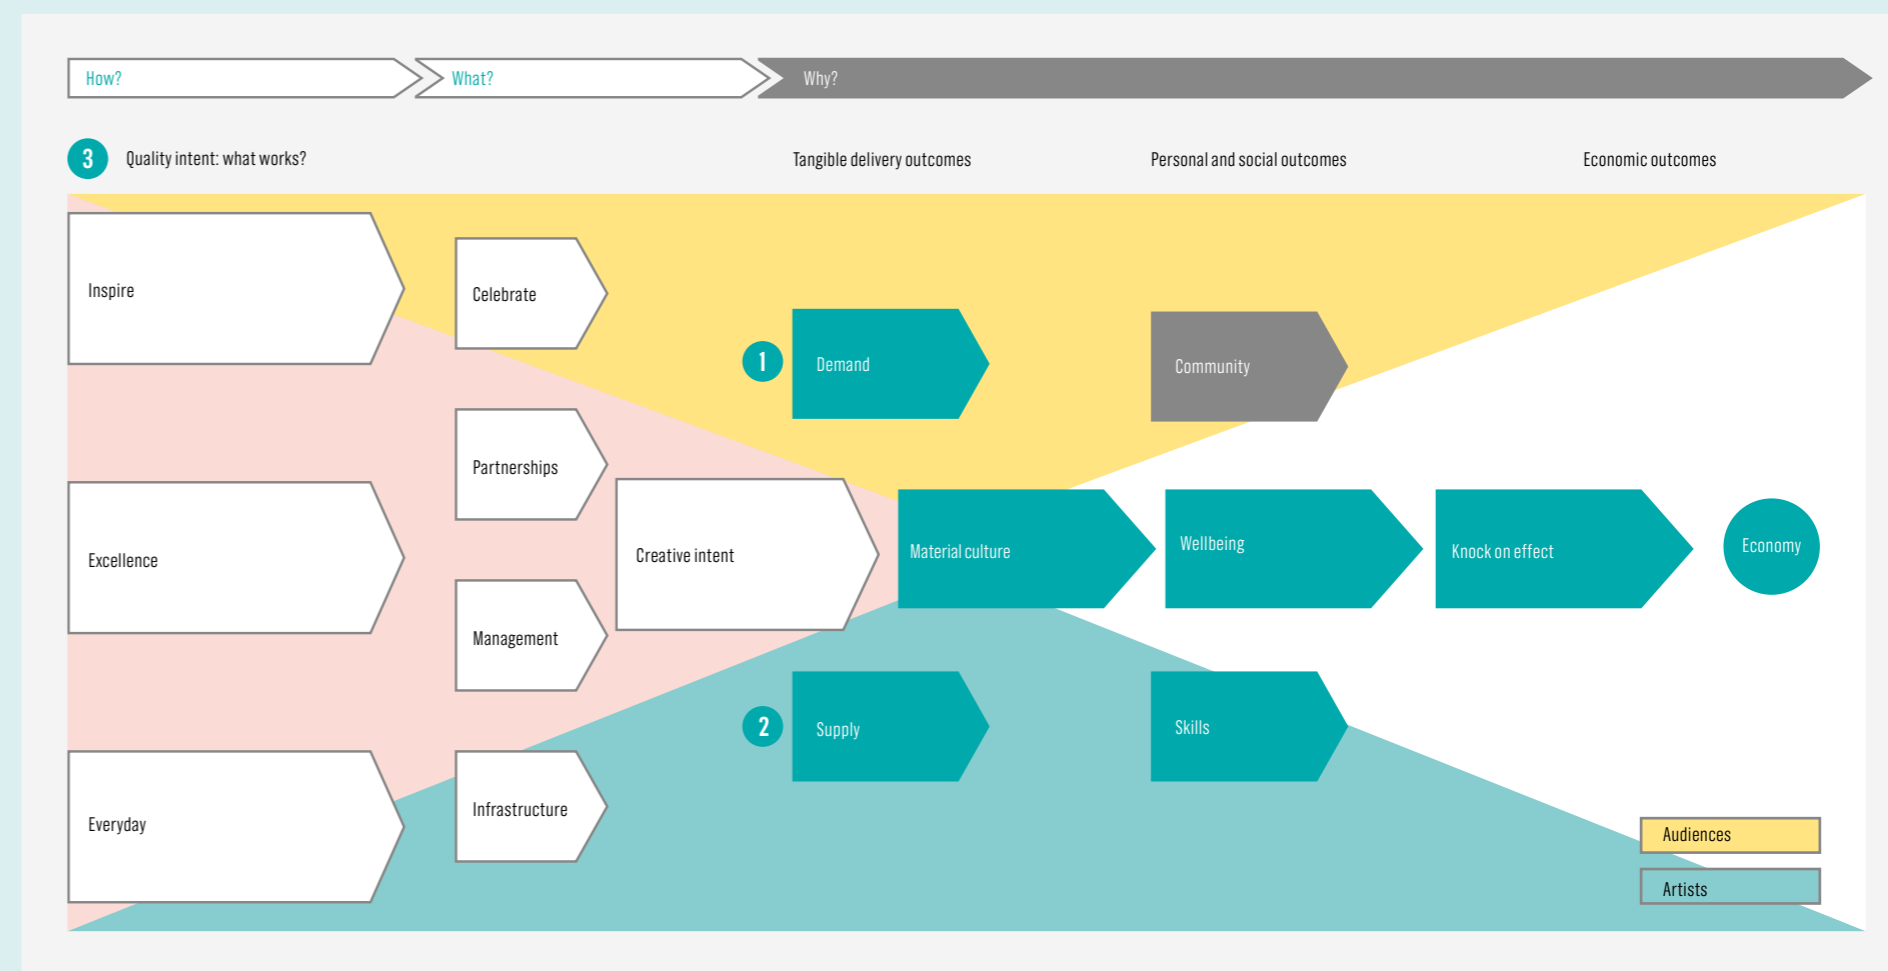 How?
What?
Why?
3 Quality intent: what works?
Tangible delivery outcomes
Personal and social outcomes
Economic outcomes
Inspire
Celebrate
1 Demand
Community
Partnerships
Excellence
Creative intent
Material culture
Wellbeing
Knock on effect
Economy
Management
2 Supply
Skills
Everyday
Infrastructure
Audiences
Artists